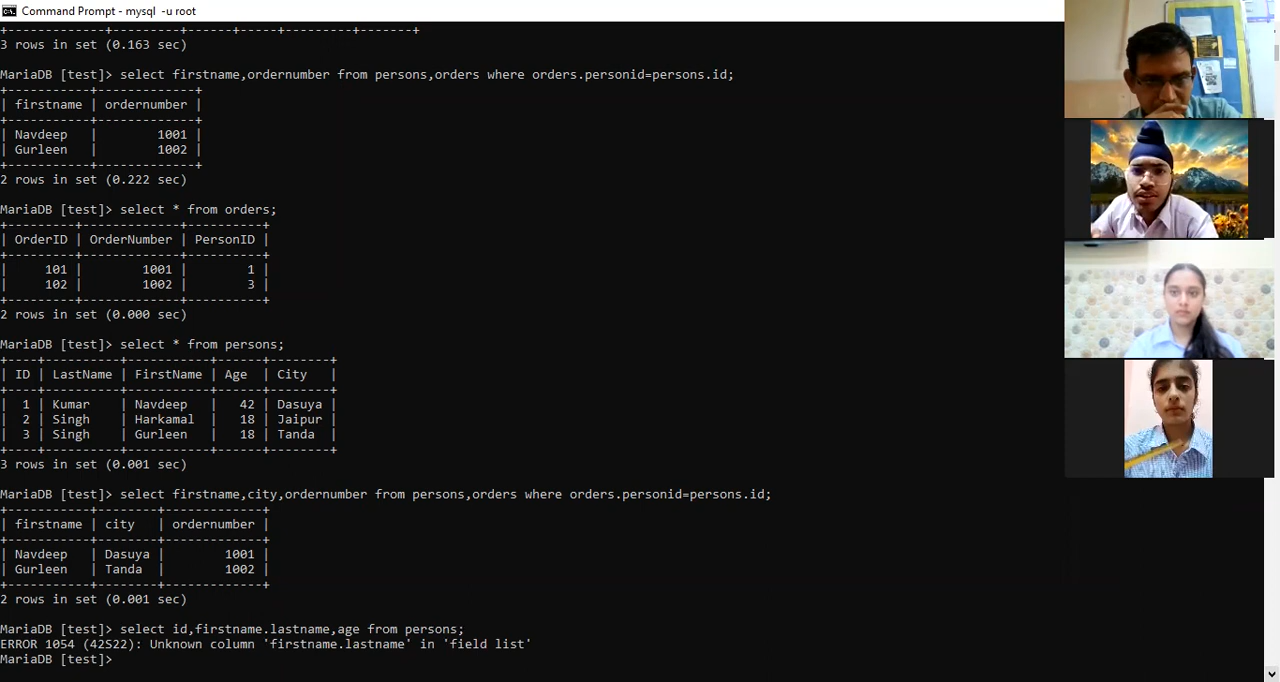 Command Prompt - mysql -u root
+------------+----------+------+-----+---------+-------+
3 rows in set (0.163 sec)
MariaDB [test]> select firstname,ordernumber from persons,orders where orders.personid=persons.id;
+-----------+-------------+
| firstname | ordernumber |
+-----------+-------------+
| Navdeep   |        1001 |
| Gurleen   |        1002 |
+-----------+-------------+
2 rows in set (0.222 sec)
MariaDB [test]> select * from orders;
+---------+-------------+----------+
| OrderID | OrderNumber | PersonID |
+---------+-------------+----------+
|     101 |        1001 |        1 |
|     102 |        1002 |        3 |
+---------+-------------+----------+
2 rows in set (0.000 sec)
MariaDB [test]> select * from persons;
+----+----------+-----------+------+--------+
| ID | LastName | FirstName | Age  | City   |
+----+----------+-----------+------+--------+
|  1 | Kumar    | Navdeep   |   42 | Dasuya |
|  2 | Singh    | Harkamal  |   18 | Jaipur |
|  3 | Singh    | Gurleen   |   18 | Tanda  |
+----+----------+-----------+------+--------+
3 rows in set (0.001 sec)
MariaDB [test]> select firstname,city,ordernumber from persons,orders where orders.personid=persons.id;
+-----------+--------+-------------+
| firstname | city   | ordernumber |
+-----------+--------+-------------+
| Navdeep   | Dasuya |        1001 |
| Gurleen   | Tanda  |        1002 |
+-----------+--------+-------------+
2 rows in set (0.001 sec)
MariaDB [test]> select id,firstname.lastname,age from persons;
ERROR 1054 (42S22): Unknown column 'firstname.lastname' in 'field list'
MariaDB [test]>